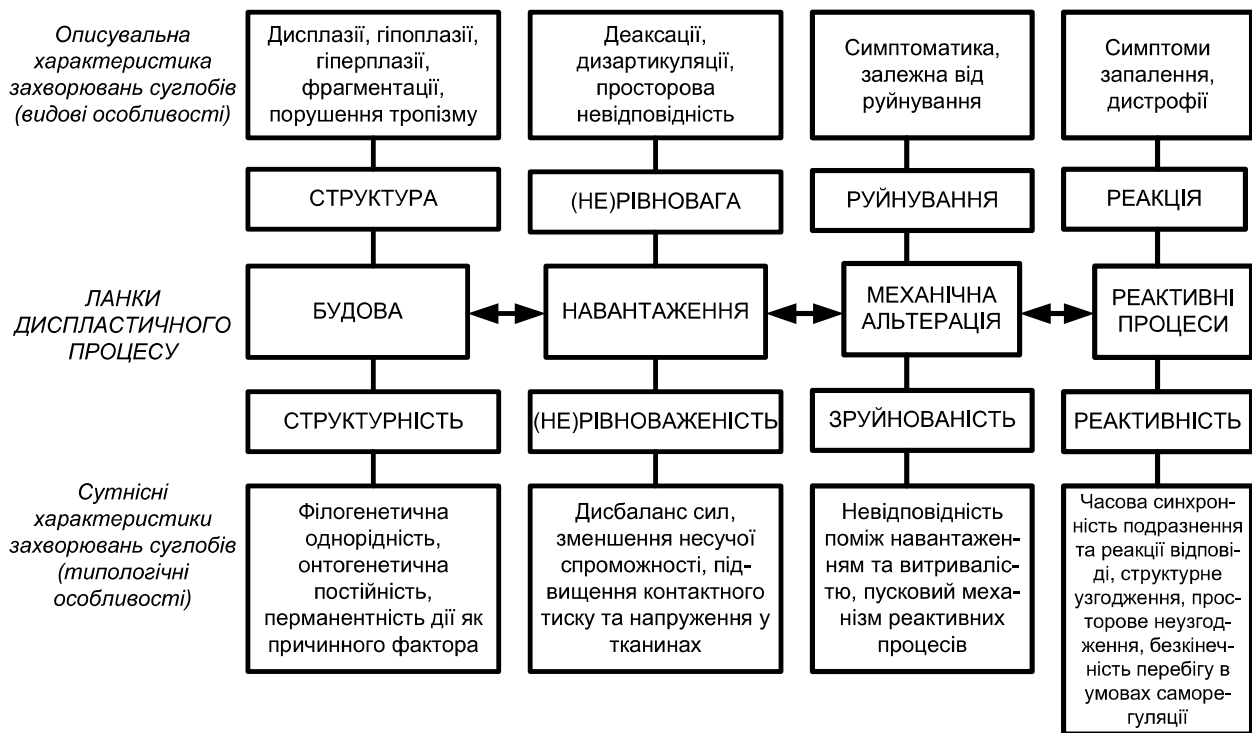 Описувальна
характеристика
захворювань суглобів
(видові особливості)
Дисплазії, гіпоплазії,
гіперплазії,
фрагментації,
порушення тропізму
Деаксації,
дизартикуляції,
просторова
невідповідність
Симптоматика,
залежна від
руйнування
Симптоми
запалення,
дистрофії
СТРУКТУРА
(НЕ)РІВНОВАГА
РУЙНУВАННЯ
РЕАКЦІЯ
ЛАНКИ
ДИСПЛАСТИЧНОГО
ПРОЦЕСУ
БУДОВА
НАВАНТАЖЕННЯ
МЕХАНІЧНА
АЛЬТЕРАЦІЯ
РЕАКТИВНІ
ПРОЦЕСИ
СТРУКТУРНІСТЬ
(НЕ)РІВНОВАЖЕНІСТЬ
ЗРУЙНОВАНІСТЬ
РЕАКТИВНІСТЬ
Сутнісні
характеристики
захворювань суглобів
(типологічні
особливості)
Філогенетична
однорідність,
онтогенетична
постійність,
перманентність дії як
причинного фактора
Дисбаланс сил,
зменшення несучої
спроможності, під-
вищення контактного
тиску та напруження у
тканинах
Невідповідність
поміж навантажен-
ням та витриваліс-
тю, пусковий меха-
нізм реактивних
процесів
Часова синхрон-
ність подразнення
та реакції відпові-
ді, структурне
узгодження, прос-
торове неузгод-
ження, безкінеч-
ність перебігу в
умовах саморе-
гуляції